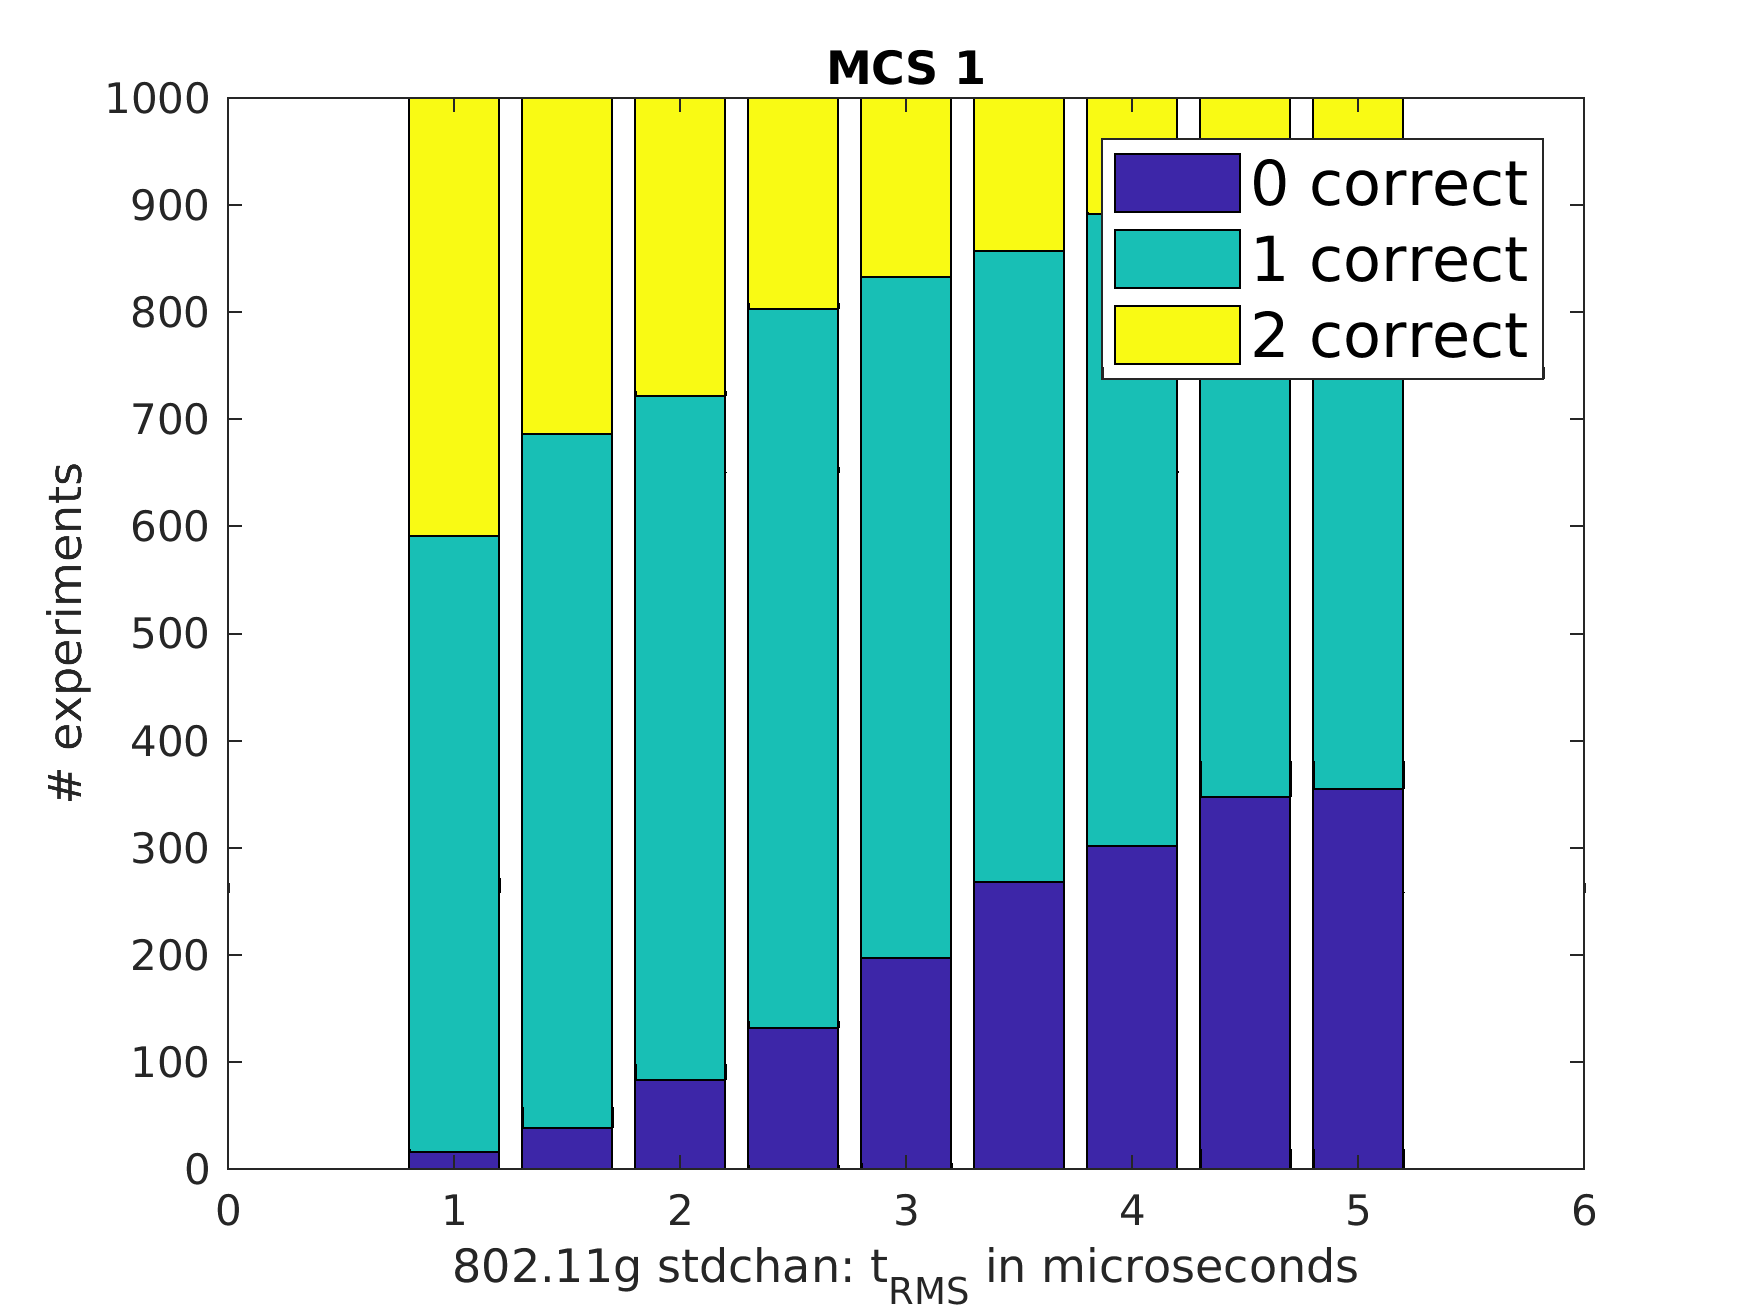 MCS 1
1000
900
800
700
600
500
400
300
200
100
0
# experiments
0 correct
1 correct
2 correct
0 1 2 3 4 5 6
802.11g stdchan: t_RMS in microseconds